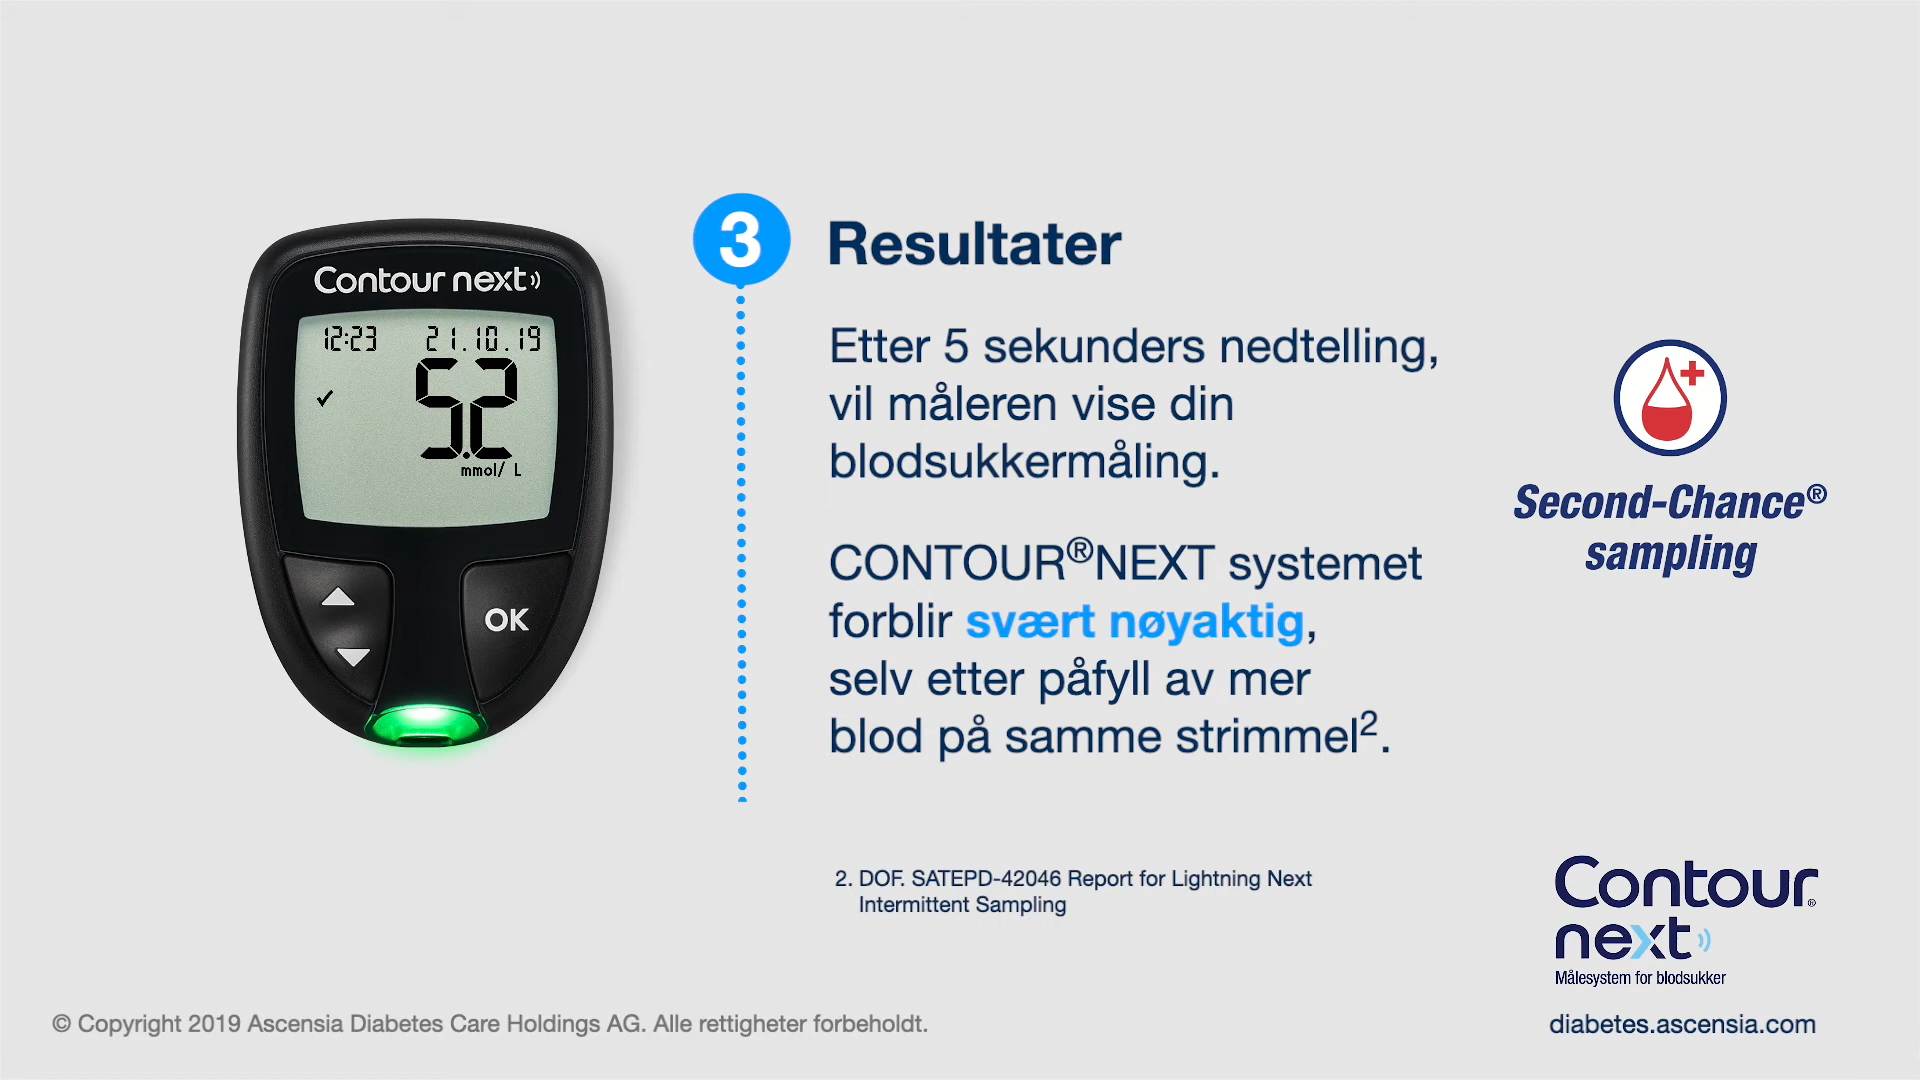 Contour next
12:23 21.10.19
5.2
mmol/ L
OK
3 Resultater
Etter 5 sekunders nedtelling,
vil måleren vise din
blodsukkermåling.
CONTOUR®NEXT systemet
forblir svært nøyaktig,
selv etter påfyll av mer
blod på samme strimmel².
2. DOF. SATEPD-42046 Report for Lightning Next
Intermittent Sampling
Second-Chance®
sampling
Contour®
next
Målesystem for blodsukker
© Copyright 2019 Ascensia Diabetes Care Holdings AG. Alle rettigheter forbeholdt.
diabetes.ascensia.com